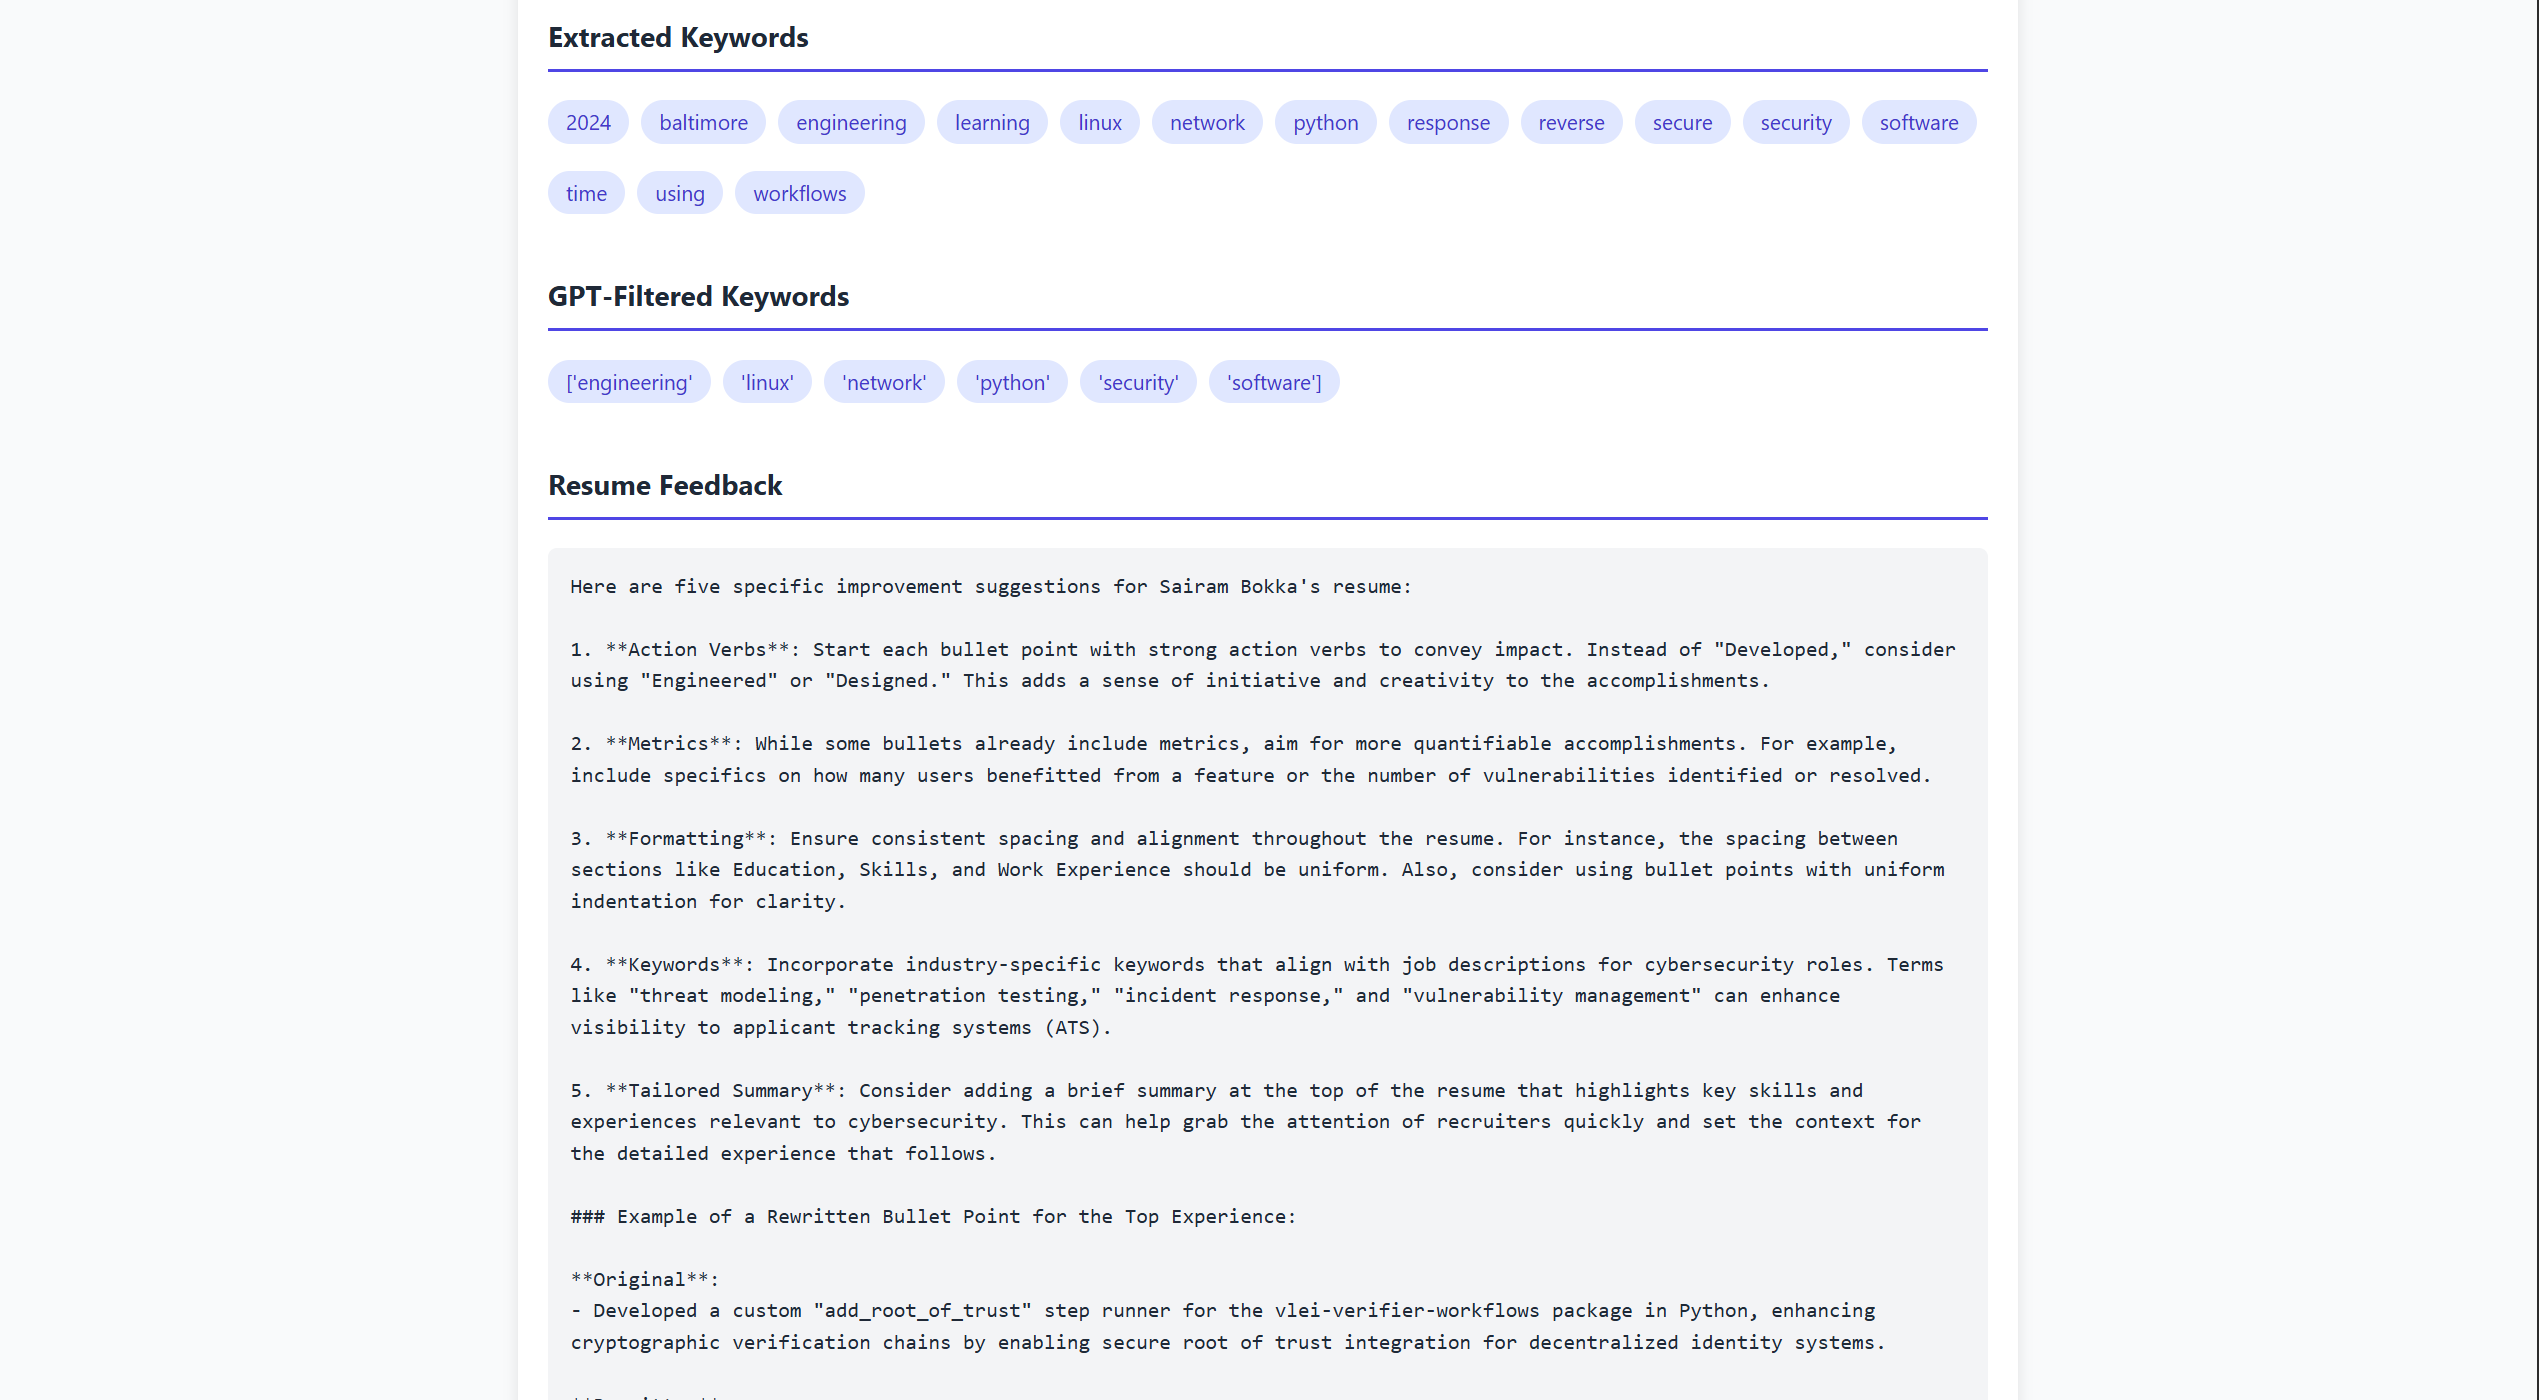 Extracted Keywords
2024 baltimore engineering learning linux network python response reverse secure security software
time using workflows
GPT-Filtered Keywords
['engineering' 'linux' 'network' 'python' 'security' 'software']
Resume Feedback
Here are five specific improvement suggestions for Sairam Bokka's resume:
1. **Action Verbs**: Start each bullet point with strong action verbs to convey impact. Instead of "Developed," consider
using "Engineered" or "Designed." This adds a sense of initiative and creativity to the accomplishments.
2. **Metrics**: While some bullets already include metrics, aim for more quantifiable accomplishments. For example,
include specifics on how many users benefitted from a feature or the number of vulnerabilities identified or resolved.
3. **Formatting**: Ensure consistent spacing and alignment throughout the resume. For instance, the spacing between
sections like Education, Skills, and Work Experience should be uniform. Also, consider using bullet points with uniform
indentation for clarity.
4. **Keywords**: Incorporate industry-specific keywords that align with job descriptions for cybersecurity roles. Terms
like "threat modeling," "penetration testing," "incident response," and "vulnerability management" can enhance
visibility to applicant tracking systems (ATS).
5. **Tailored Summary**: Consider adding a brief summary at the top of the resume that highlights key skills and
experiences relevant to cybersecurity. This can help grab the attention of recruiters quickly and set the context for
the detailed experience that follows.
### Example of a Rewritten Bullet Point for the Top Experience:
**Original**:
- Developed a custom "add_root_of_trust" step runner for the vlei-verifier-workflows package in Python, enhancing
cryptographic verification chains by enabling secure root of trust integration for decentralized identity systems.